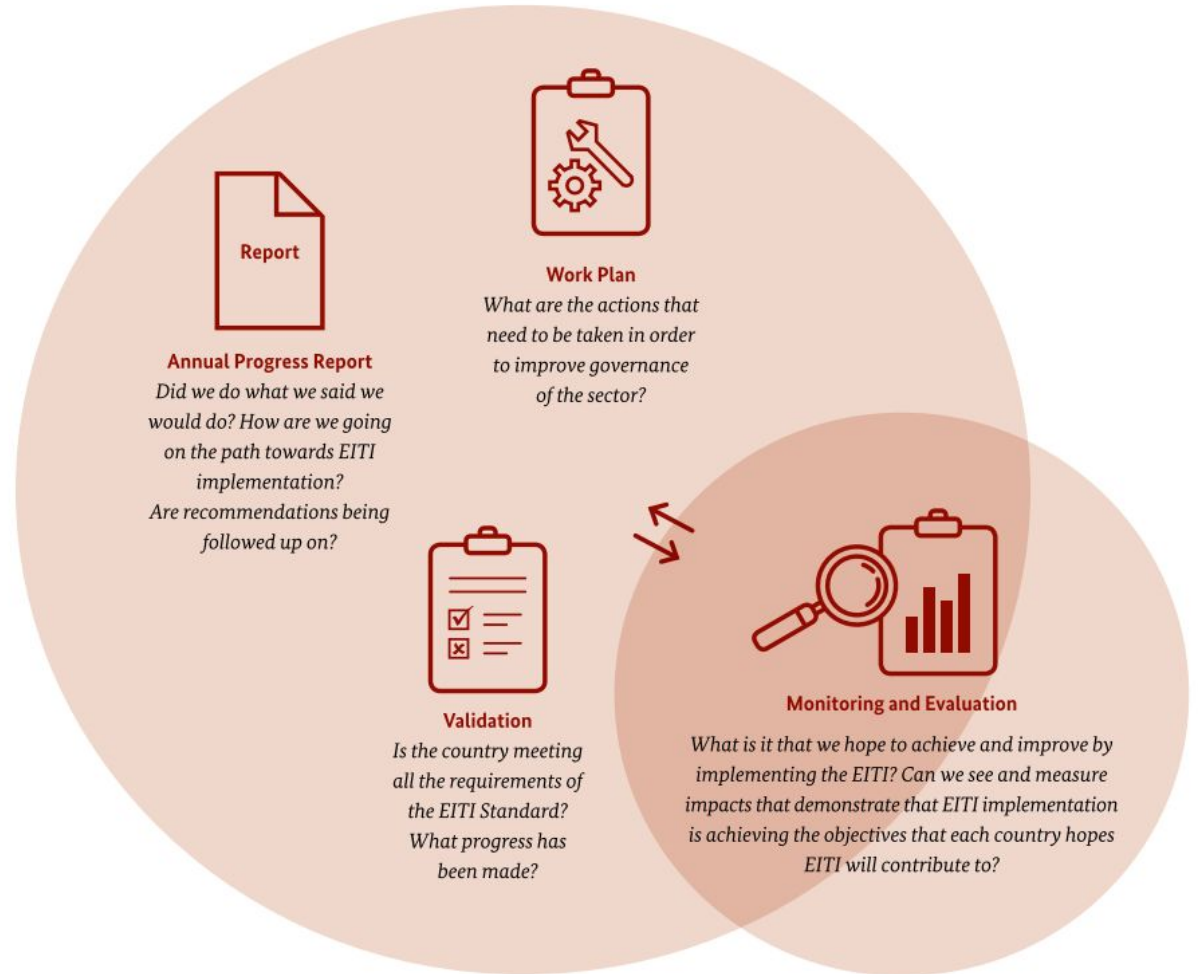 Report
Annual Progress Report
Did we do what we said we
would do? How are we going
on the path towards EITI
implementation?
Are recommendations being
followed up on?
Work Plan
What are the actions that
need to be taken in order
to improve governance
of the sector?
Validation
Is the country meeting
all the requirements of
the EITI Standard?
What progress has
been made?
Monitoring and Evaluation
What is it that we hope to achieve and improve by
implementing the EITI? Can we see and measure
impacts that demonstrate that EITI implementation
is achieving the objectives that each country hopes
EITI will contribute to?